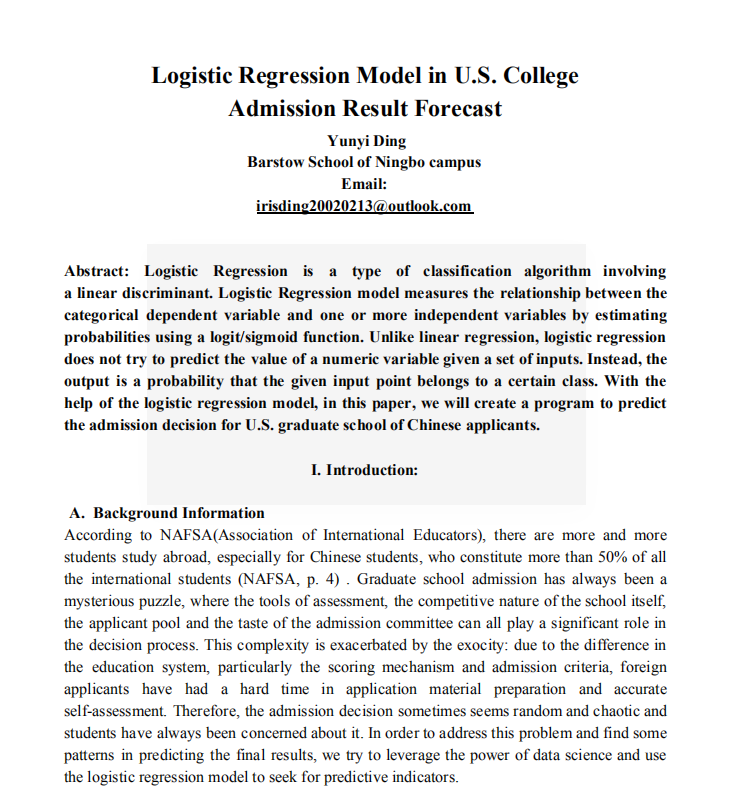 Logistic Regression Model in U.S. College
Admission Result Forecast
Yunyi Ding
Barstow School of Ningbo campus
Email:
irisding20020213@outlook.com
Abstract: Logistic Regression is a type of classification algorithm involving
a linear discriminant. Logistic Regression model measures the relationship between the
categorical dependent variable and one or more independent variables by estimating
probabilities using a logit/sigmoid function. Unlike linear regression, logistic regression
does not try to predict the value of a numeric variable given a set of inputs. Instead, the
output is a probability that the given input point belongs to a certain class. With the
help of the logistic regression model, in this paper, we will create a program to predict
the admission decision for U.S. graduate school of Chinese applicants.
I. Introduction:
A. Background Information
According to NAFSA(Association of International Educators), there are more and more
students study abroad, especially for Chinese students, who constitute more than 50% of all
the international students (NAFSA, p. 4) . Graduate school admission has always been a
mysterious puzzle, where the tools of assessment, the competitive nature of the school itself,
the applicant pool and the taste of the admission committee can all play a significant role in
the decision process. This complexity is exacerbated by the exocity: due to the difference in
the education system, particularly the scoring mechanism and admission criteria, foreign
applicants have had a hard time in application material preparation and accurate
self-assessment. Therefore, the admission decision sometimes seems random and chaotic and
students have always been concerned about it. In order to address this problem and find some
patterns in predicting the final results, we try to leverage the power of data science and use
the logistic regression model to seek for predictive indicators.